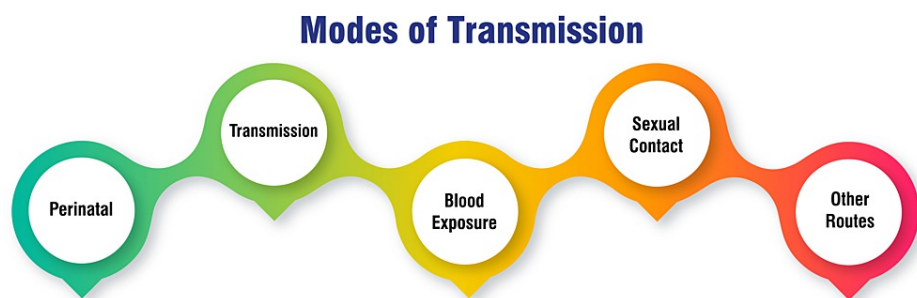 Modes of Transmission
Perinatal
Transmission
Blood
Exposure
Sexual
Contact
Other
Routes